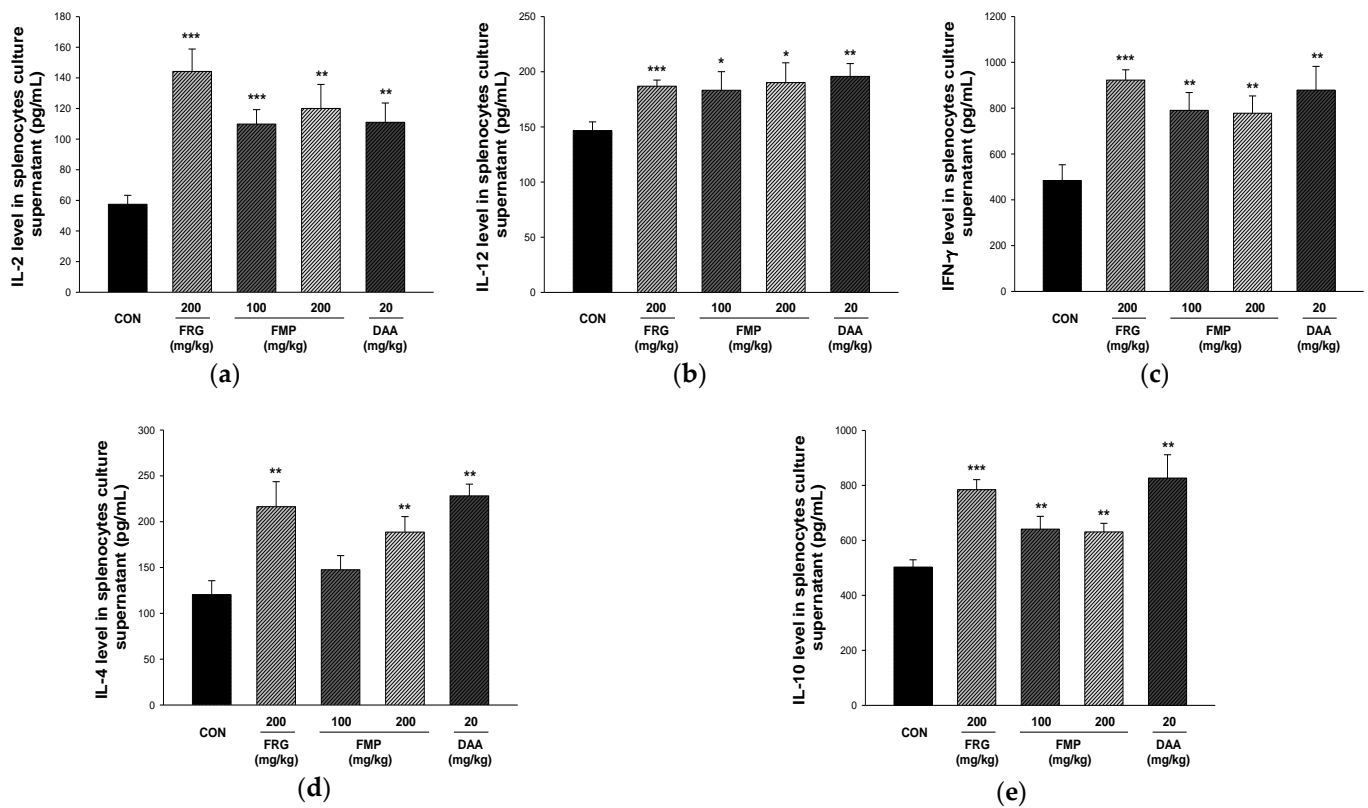 IL-2 level in splenocytes culture
supernatant (pg/mL)
180
160
140
120
100
80
60
40
20
0
***
***
**
**
CON
200
100
200
20
FRG
FMP
DAA
(mg/kg)
(mg/kg)
(mg/kg)
(a)
IL-12 level in splenocytes culture
supernatant (pg/mL)
250
200
150
100
50
0
***
*
*
**
CON
200
100
200
20
FRG
FMP
DAA
(mg/kg)
(mg/kg)
(mg/kg)
(b)
IFN-γ level in splenocytes culture
supernatant (pg/mL)
1200
1000
800
600
400
200
0
***
**
**
**
CON
200
100
200
20
FRG
FMP
DAA
(mg/kg)
(mg/kg)
(mg/kg)
(c)
IL-4 level in splenocytes culture
supernatant (pg/mL)
300
250
200
150
100
50
0
**
**
**
CON
200
100
200
20
FRG
FMP
DAA
(mg/kg)
(mg/kg)
(mg/kg)
(d)
IL-10 level in splenocytes culture
supernatant (pg/mL)
1000
800
600
400
200
0
***
**
**
**
CON
200
100
200
20
FRG
FMP
DAA
(mg/kg)
(mg/kg)
(mg/kg)
(e)